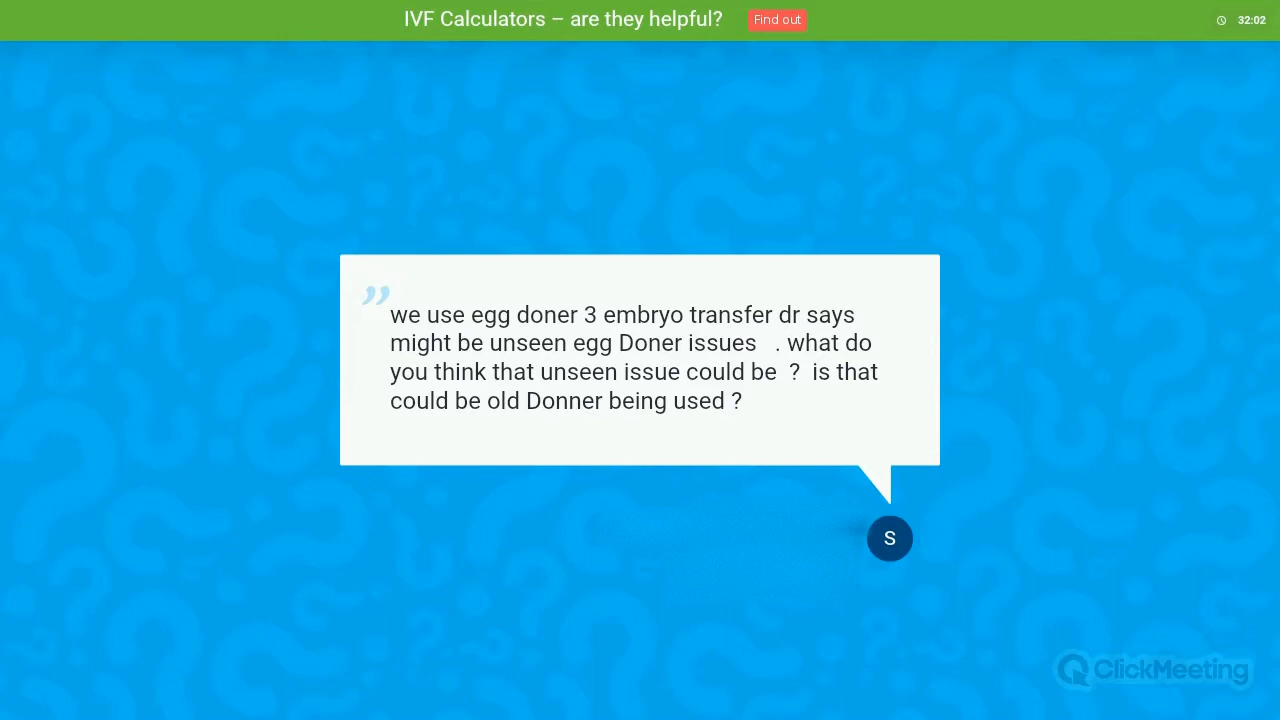 IVF Calculators – are they helpful? Find out 32:02
” we use egg doner 3 embryo transfer dr says
might be unseen egg Doner issues . what do
you think that unseen issue could be ? is that
could be old Donner being used ?
S
ClickMeeting